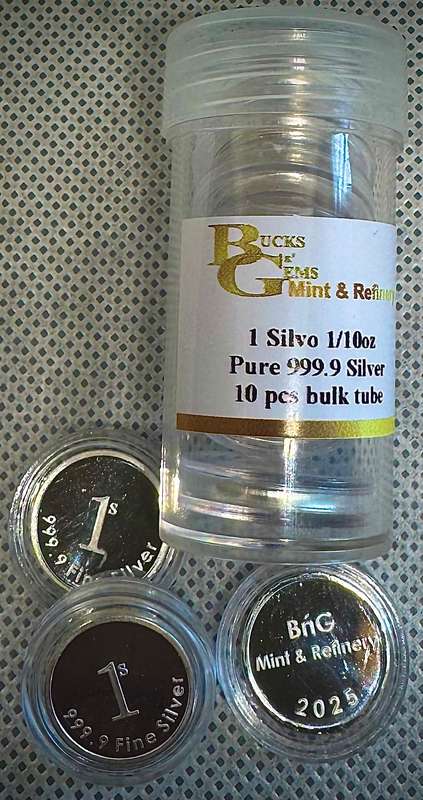 BUCKS
n'
GEMS
Mint & Refinery
1 Silvo 1/10oz
Pure 999.9 Silver
10 pcs bulk tube
1s
999.9 Fine Silver
1s
999.9 Fine Silver
BnG
Mint & Refinery
2025